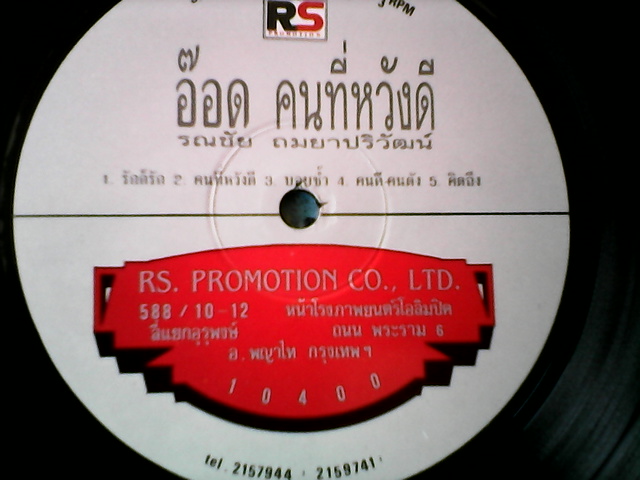 RS
PROMOTION
RPM
อ๊อด คนที่หวังดี
รณชัย ถมยาปริวัฒน์
1. รักก็รัก 2. คนที่หวังดี 3. บอบช้ำ 4. คนดี-คนดัง 5. คิดถึง
RS. PROMOTION CO., LTD.
588 / 10-12 หน้าโรงภาพยนตร์โอลิมปิค
สี่แยกอุรุพงษ์ ถนน พระราม 6
อ.พญาไท กรุงเทพฯ
10400
tel. 2157944 · 2159741